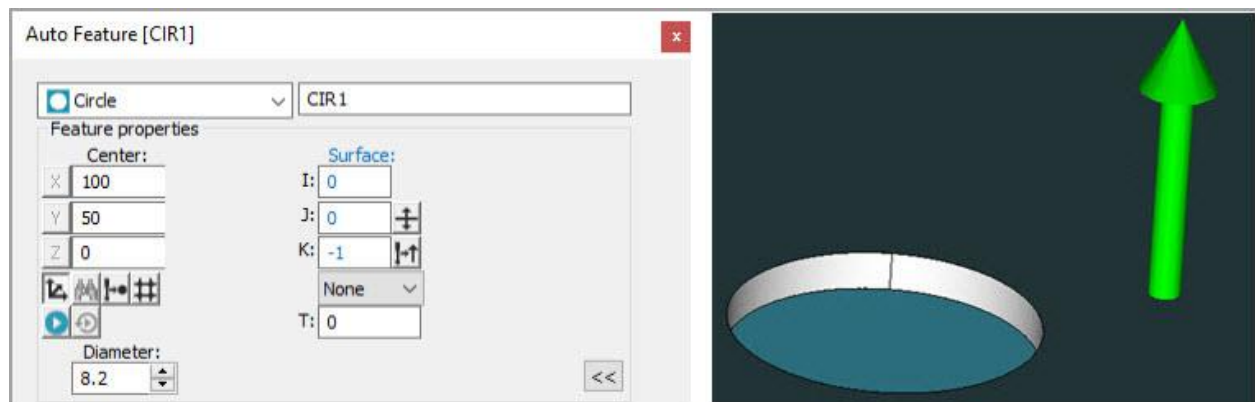 Auto Feature [CIR1]
x
Circle CIR1
Feature properties
Center: Surface:
X 100 I: 0
Y 50 J: 0
Z 0 K: -1
None
T: 0
Diameter:
8.2 <<